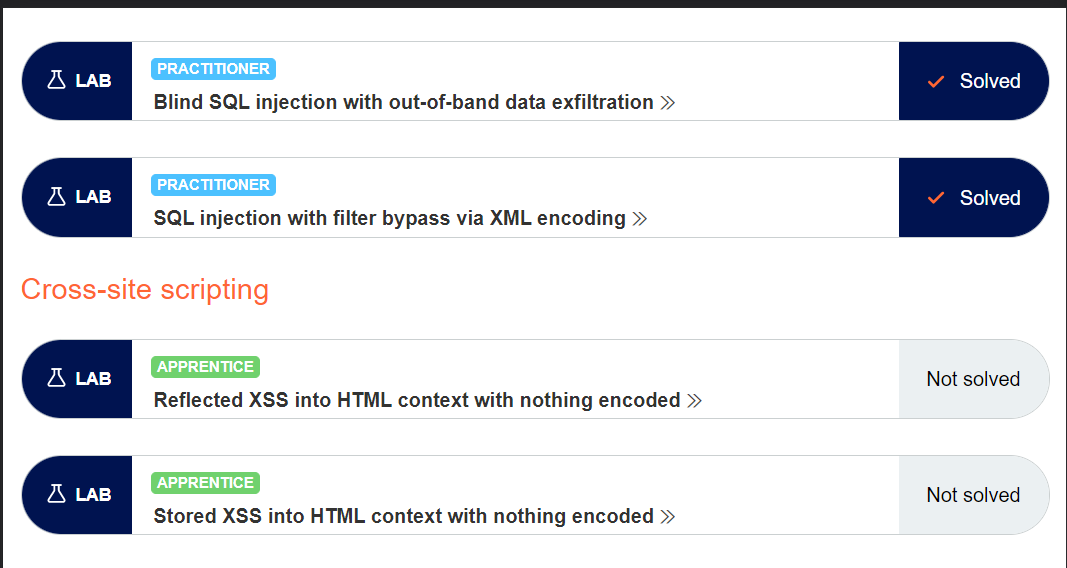 LAB
PRACTITIONER
Blind SQL injection with out-of-band data exfiltration
Solved
LAB
PRACTITIONER
SQL injection with filter bypass via XML encoding
Solved
Cross-site scripting
LAB
APPRENTICE
Reflected XSS into HTML context with nothing encoded
Not solved
LAB
APPRENTICE
Stored XSS into HTML context with nothing encoded
Not solved